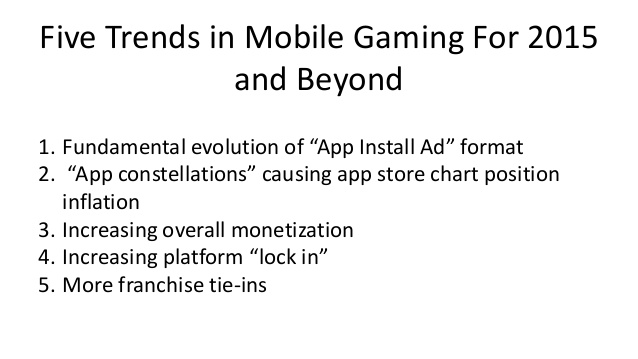 Five Trends in Mobile Gaming For 2015
and Beyond
1. Fundamental evolution of “App Install Ad” format
2. “App constellations” causing app store chart position
inflation
3. Increasing overall monetization
4. Increasing platform “lock in”
5. More franchise tie-ins